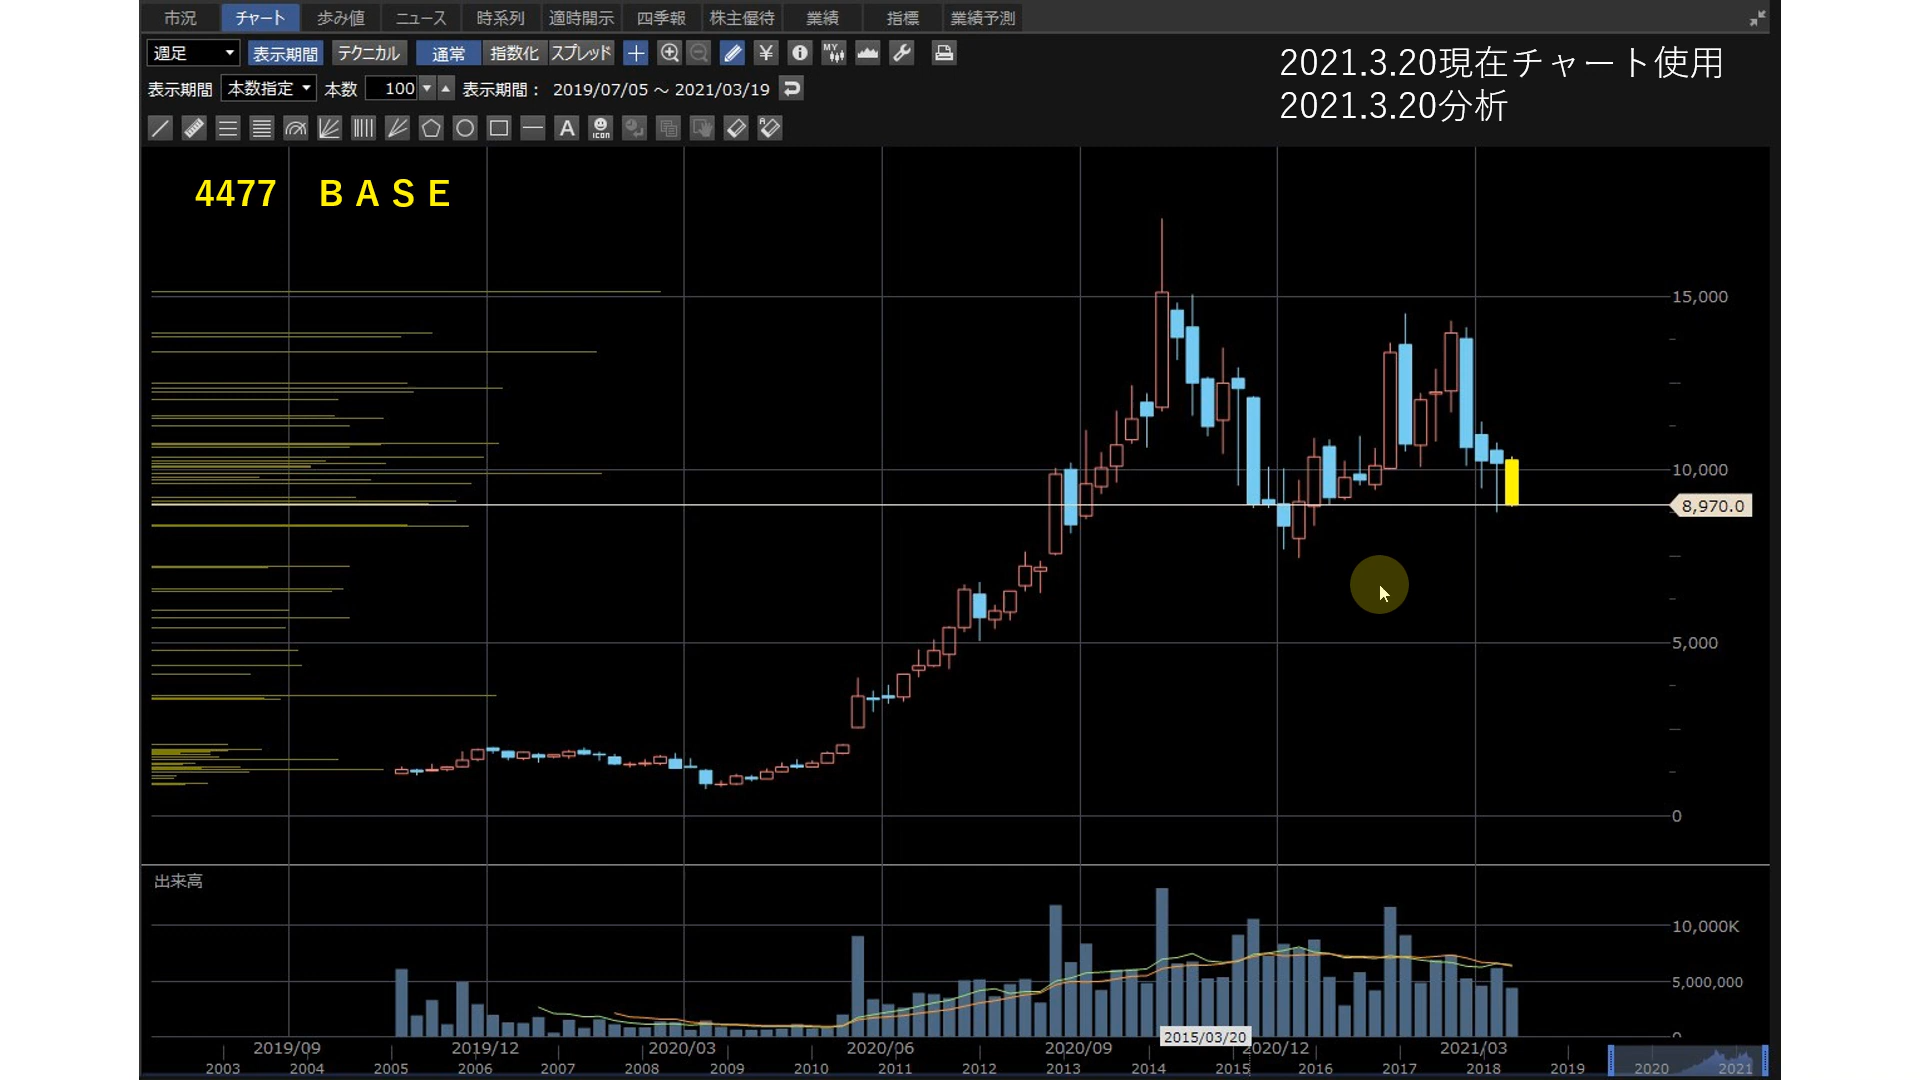 市況 チャート 歩み値 ニュース 時系列 適時開示 四季報 株主優待 業績 指標 業績予測
週足 表示期間 テクニカル 通常 指数化 スプレッド ¥ MY
2021.3.20現在チャート使用
表示期間 本数指定 本数 100 表示期間： 2019/07/05 ～ 2021/03/19
2021.3.20分析
A ICON A
4477 ＢＡＳＥ
15,000
10,000
8,970.0
5,000
0
出来高
10,000K
5,000,000
0
2015/03/20
2019/09 2019/12 2020/03 2020/06 2020/09 2020/12 2021/03
2003 2004 2005 2006 2007 2008 2009 2010 2011 2012 2013 2014 2015 2016 2017 2018 2019 2020 2021